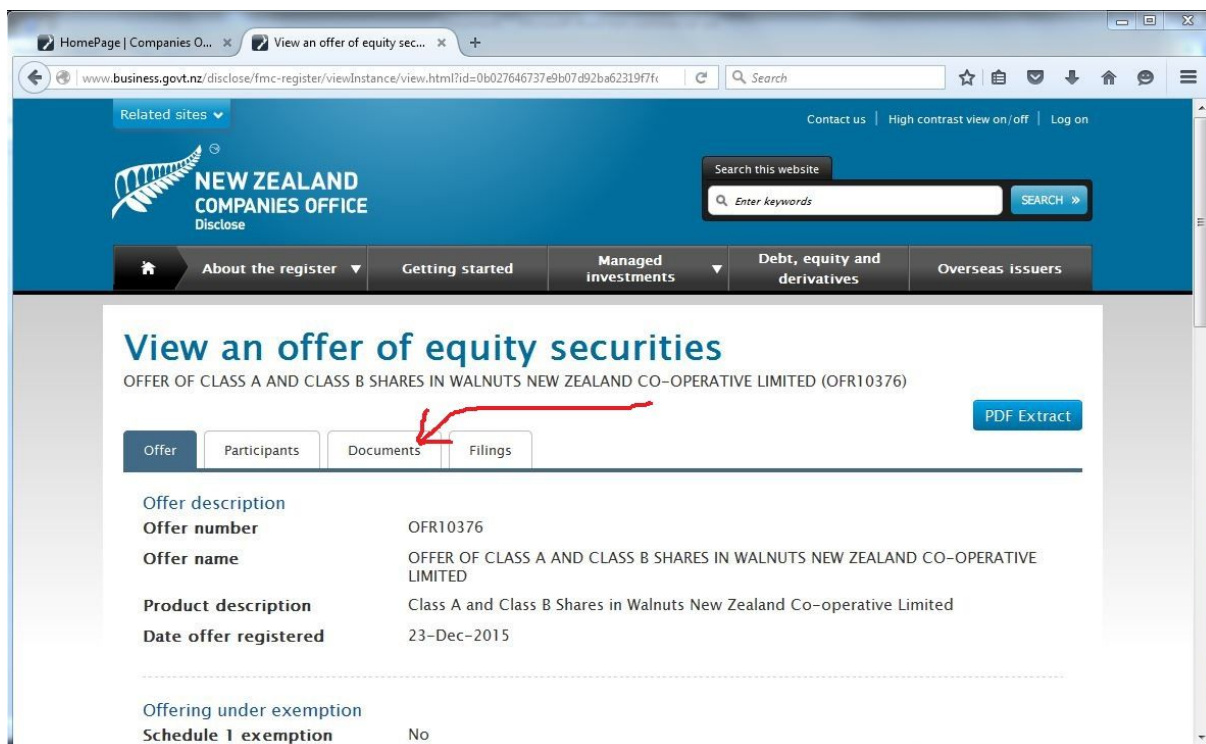 HomePage | Companies O...
View an offer of equity sec...
www.business.govt.nz/disclose/fmc-register/viewInstance/view.html?id=0b027646737e9b07d92ba62319f7f
Search
Related sites
Contact us | High contrast view on/off | Log on
NEW ZEALAND
COMPANIES OFFICE
Disclose
Search this website
Enter keywords
SEARCH »
About the register
Getting started
Managed
investments
Debt, equity and
derivatives
Overseas issuers
View an offer of equity securities
OFFER OF CLASS A AND CLASS B SHARES IN WALNUTS NEW ZEALAND CO-OPERATIVE LIMITED (OFR10376)
PDF Extract
Offer
Participants
Documents
Filings
Offer description
Offer number OFR10376
Offer name OFFER OF CLASS A AND CLASS B SHARES IN WALNUTS NEW ZEALAND CO-OPERATIVE
LIMITED
Product description Class A and Class B Shares in Walnuts New Zealand Co-operative Limited
Date offer registered 23-Dec-2015
Offering under exemption
Schedule 1 exemption No